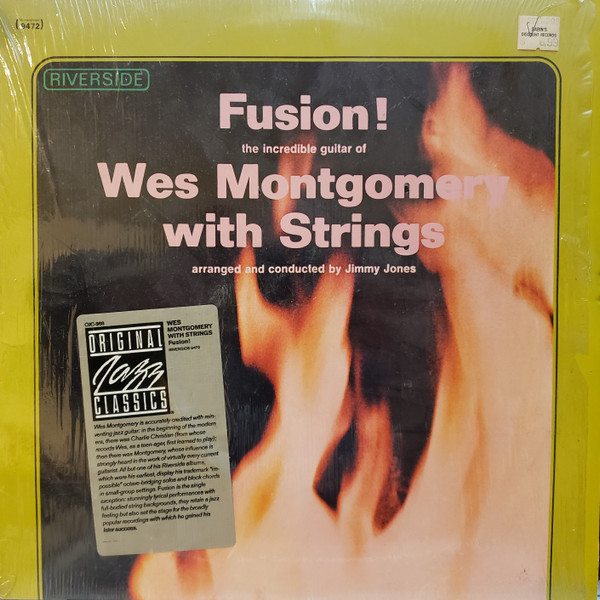 (9472)
RIVERSIDE
Fusion!
the incredible guitar of
Wes Montgomery
with Strings
arranged and conducted by Jimmy Jones
OJC-368
WES
MONTGOMERY
WITH STRINGS
Fusion!
RIVERSIDE 9472
ORIGINAL
Jazz
CLASSICS
Wes Montgomery is accurately credited with rein-
venting jazz guitar: in the beginning of the modern
era, there was Charlie Christian (from whose
records Wes, as a teen-ager, first learned to play);
then there was Montgomery, whose influence is
strongly heard in the work of virtually every current
guitarist. All but one of his Riverside albums,
which were his earliest, display his trademark "im-
possible" octave-bridging solos and block chords
in small-group settings. Fusion is the single
exception: stunningly lyrical performances with
full-bodied string backgrounds, they retain a jazz
feeling but also set the stage for the broadly
popular recordings with which he gained his
later success.